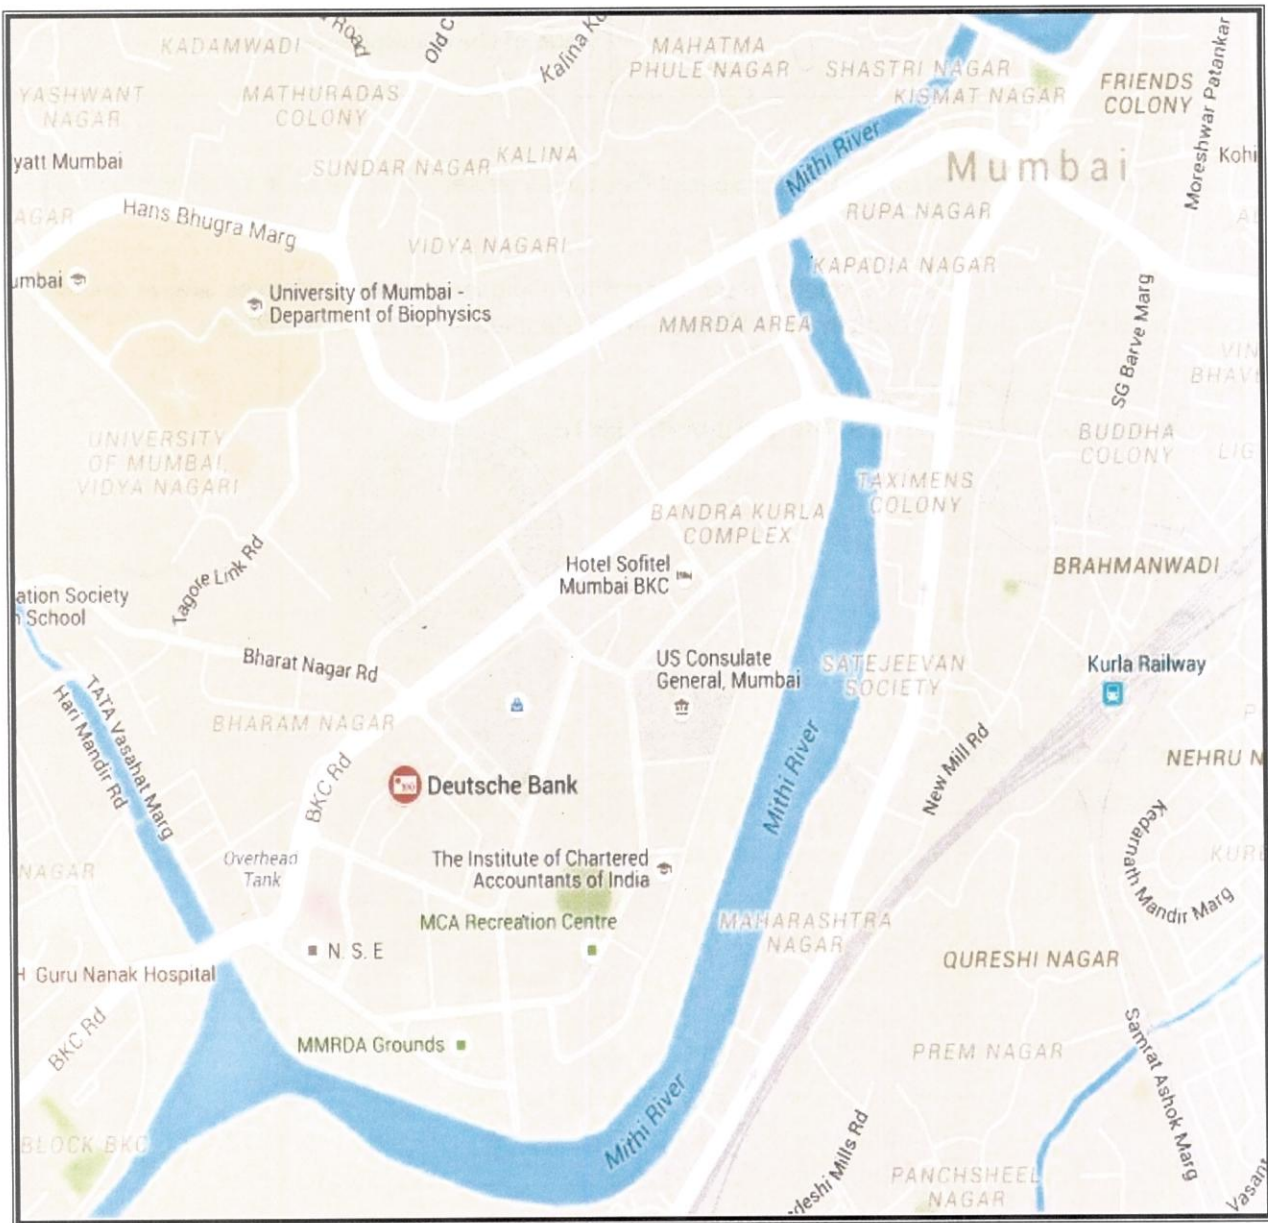 KADAMWADI
Road
Old C
Kalina Ko
MAHATMA
PHULE NAGAR
SHASTRI NAGAR
KISMAT NAGAR
FRIENDS
COLONY
Moreshwar Patankar
YASHWANT
NAGAR
MATHURADAS
COLONY
yatt Mumbai
SUNDAR NAGAR
KALINA
Mithi River
Mumbai
Kohi
AGAR
Hans Bhugra Marg
VIDYA NAGARI
RUPA NAGAR
KAPADIA NAGAR
umbai
University of Mumbai -
Department of Biophysics
MMRDA AREA
SG Barve Marg
VIN
BHAV
UNIVERSITY
OF MUMBAI,
VIDYA NAGARI
BUDDHA
COLONY
LIG
TAXIMENS
COLONY
BANDRA KURLA
COMPLEX
Hotel Sofitel
Mumbai BKC
BRAHMANWADI
Tagore Link Rd
ation Society
School
Bharat Nagar Rd
US Consulate
General, Mumbai
SATEJEEVAN
SOCIETY
Kurla Railway
TATA Vasahat Marg
Hari Mandir Rd
BHARAM NAGAR
P
BKC Rd
Deutsche Bank
Mithi River
New Mill Rd
NEHRU N
Kedarnath Mandir Marg
NAGAR
Overhead
Tank
The Institute of Chartered
Accountants of India
KUR
MCA Recreation Centre
MAHARASHTRA
NAGAR
N. S. E
QURESHI NAGAR
H Guru Nanak Hospital
BKC Rd
MMRDA Grounds
PREM NAGAR
Samrat Ashok Marg
Mithi River
BLOCK BKC
deshi Mills Rd
PANCHSHEEL
NAGAR
Vasant